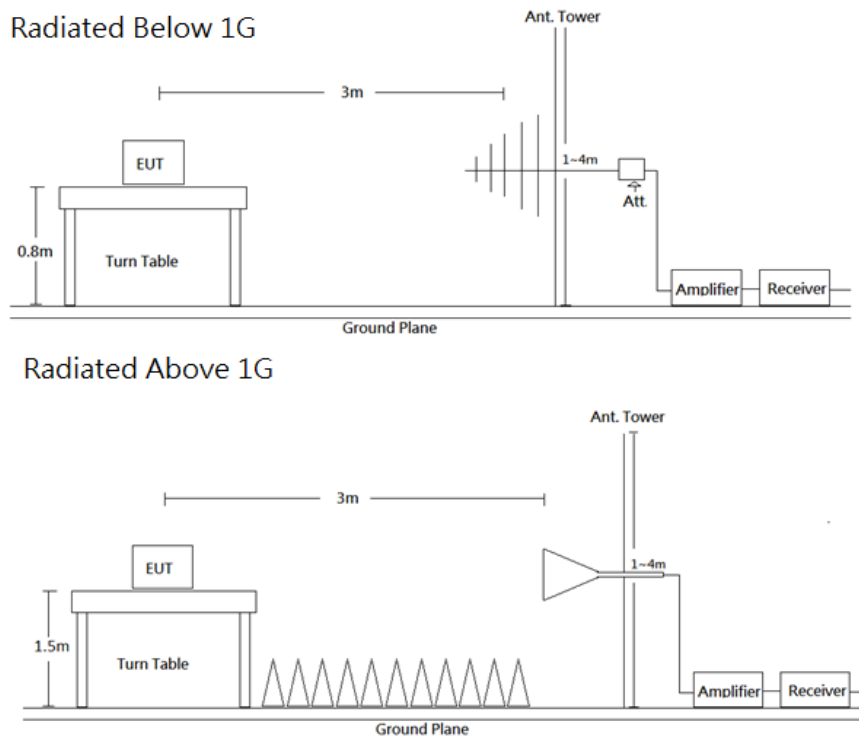 Radiated Below 1G
Ant. Tower
3m
EUT
1~4m
Att.
0.8m
Turn Table
Amplifier
Receiver
Ground Plane
Radiated Above 1G
Ant. Tower
3m
EUT
1~4m
1.5m
Turn Table
Amplifier
Receiver
Ground Plane